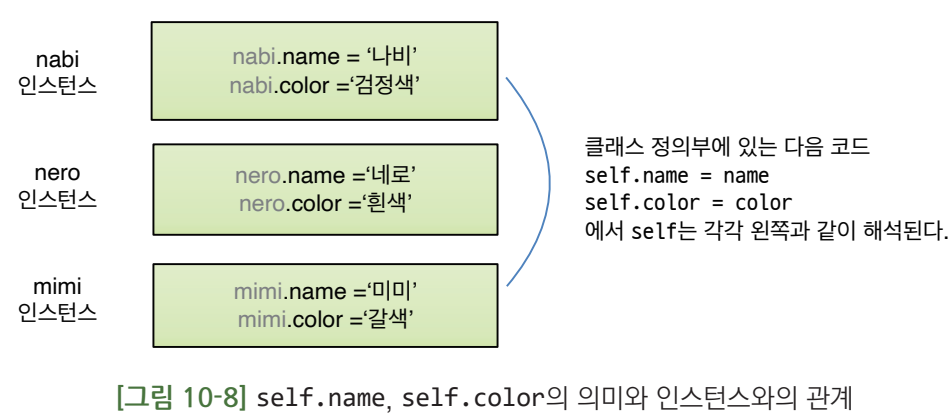 nabi
인스턴스
nabi.name = ‘나비’
nabi.color =‘검정색’
nero
인스턴스
nero.name =‘네로’
nero.color =‘흰색’
mimi
인스턴스
mimi.name =‘미미’
mimi.color =‘갈색’
클래스 정의부에 있는 다음 코드
self.name = name
self.color = color
에서 self는 각각 왼쪽과 같이 해석된다.
[그림 10-8] self.name, self.color의 의미와 인스턴스와의 관계